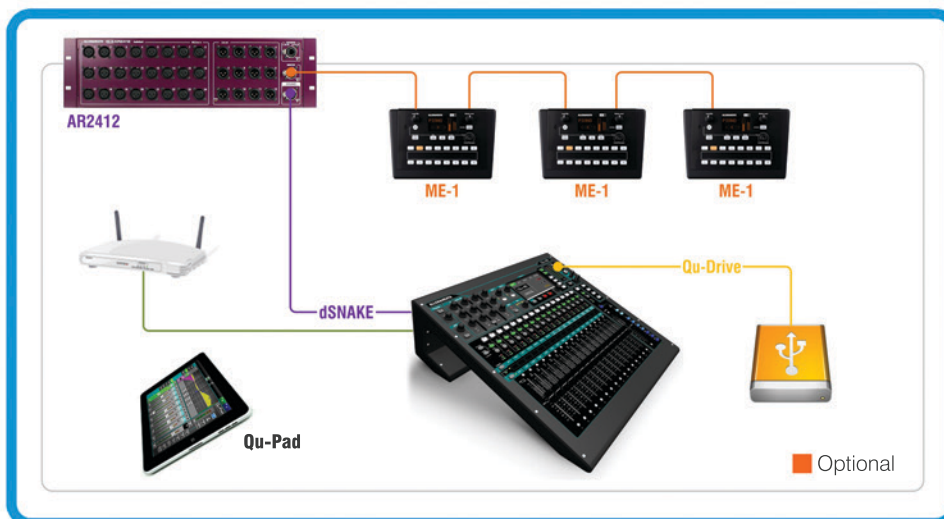 AR2412
ME-1
ME-1
ME-1
Qu-Drive
dSNAKE
Qu-Pad
Optional